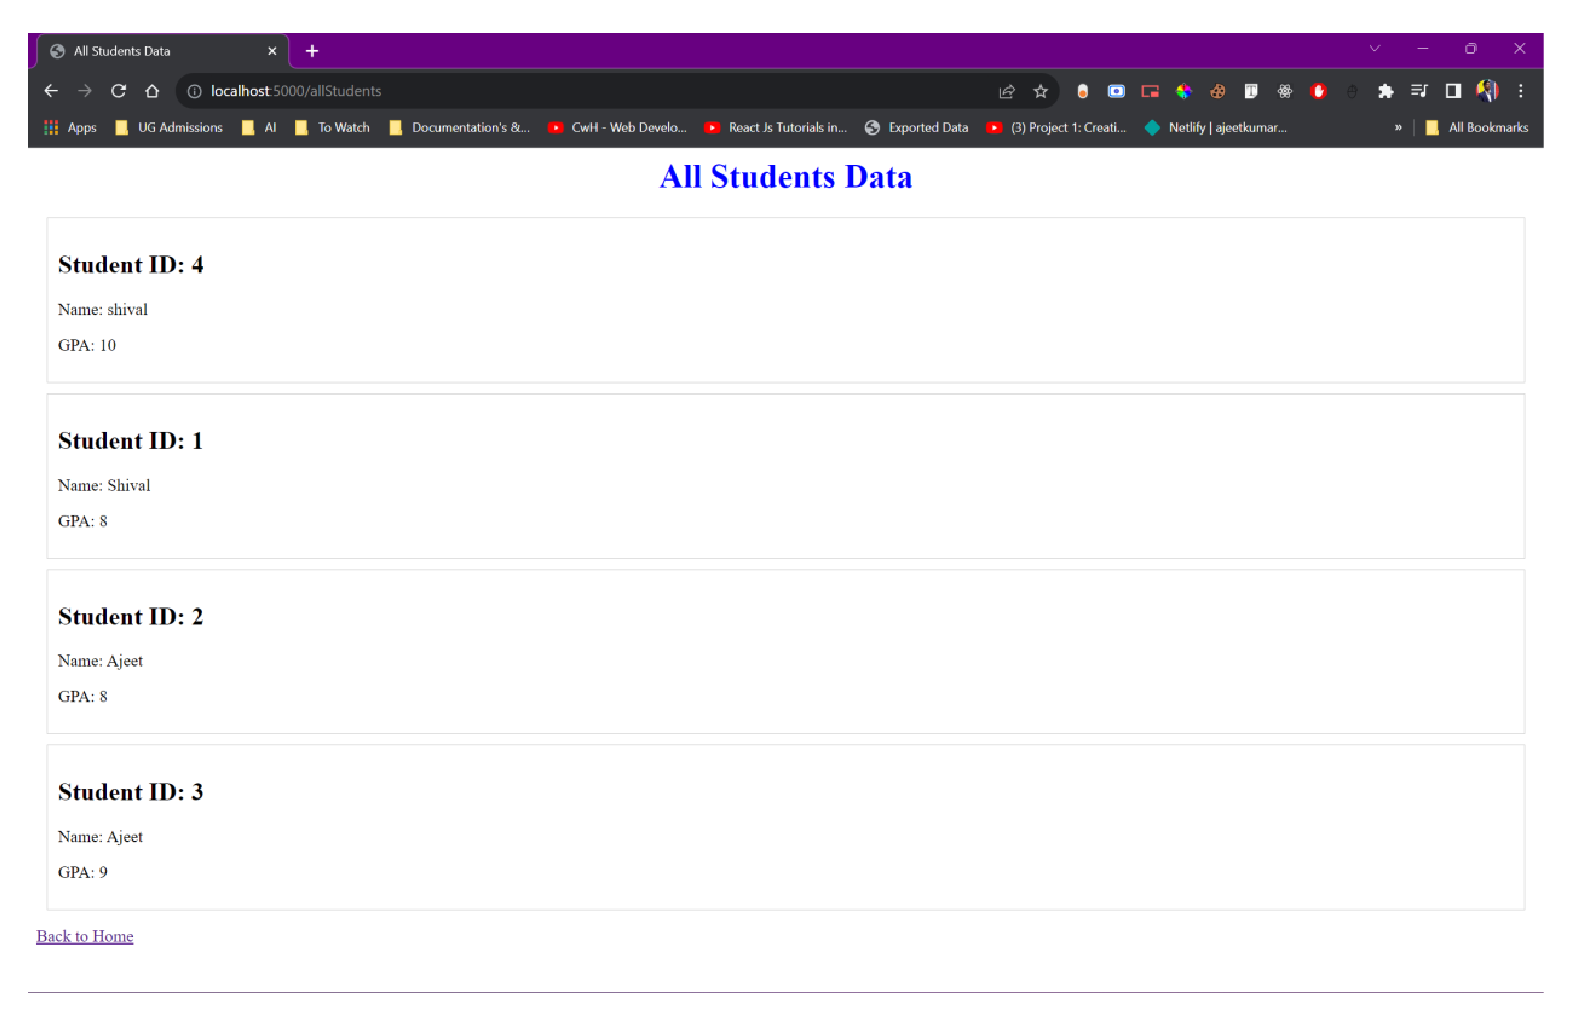 All Students Data
localhost:5000/allStudents
Apps UG Admissions AI To Watch Documentation's &... CwH - Web Develo... React Js Tutorials in... Exported Data (3) Project 1: Creati... Netlify | ajeetkumar... » All Bookmarks
All Students Data
Student ID: 4
Name: shival
GPA: 10
Student ID: 1
Name: Shival
GPA: 8
Student ID: 2
Name: Ajeet
GPA: 8
Student ID: 3
Name: Ajeet
GPA: 9
Back to Home